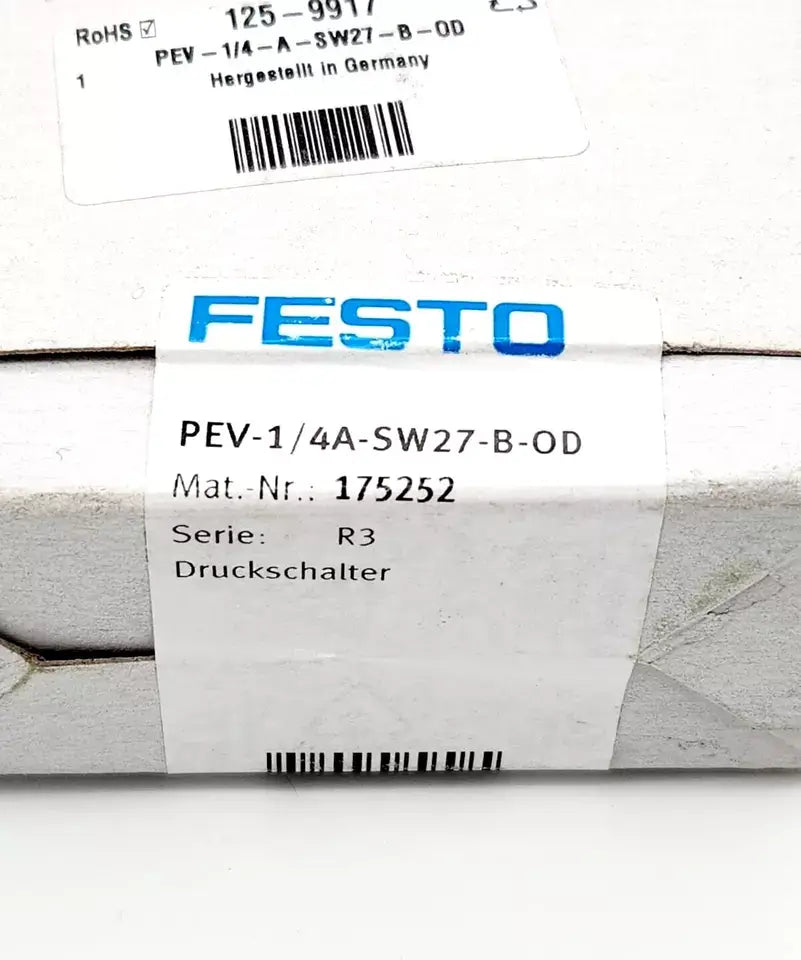 125-9917
RoHS ☑
PEV-1/4-A-SW27-B-OD
1
Hergestellt in Germany
FESTO
PEV-1/4A-SW27-B-OD
Mat.-Nr.: 175252
Serie: R3
Druckschalter